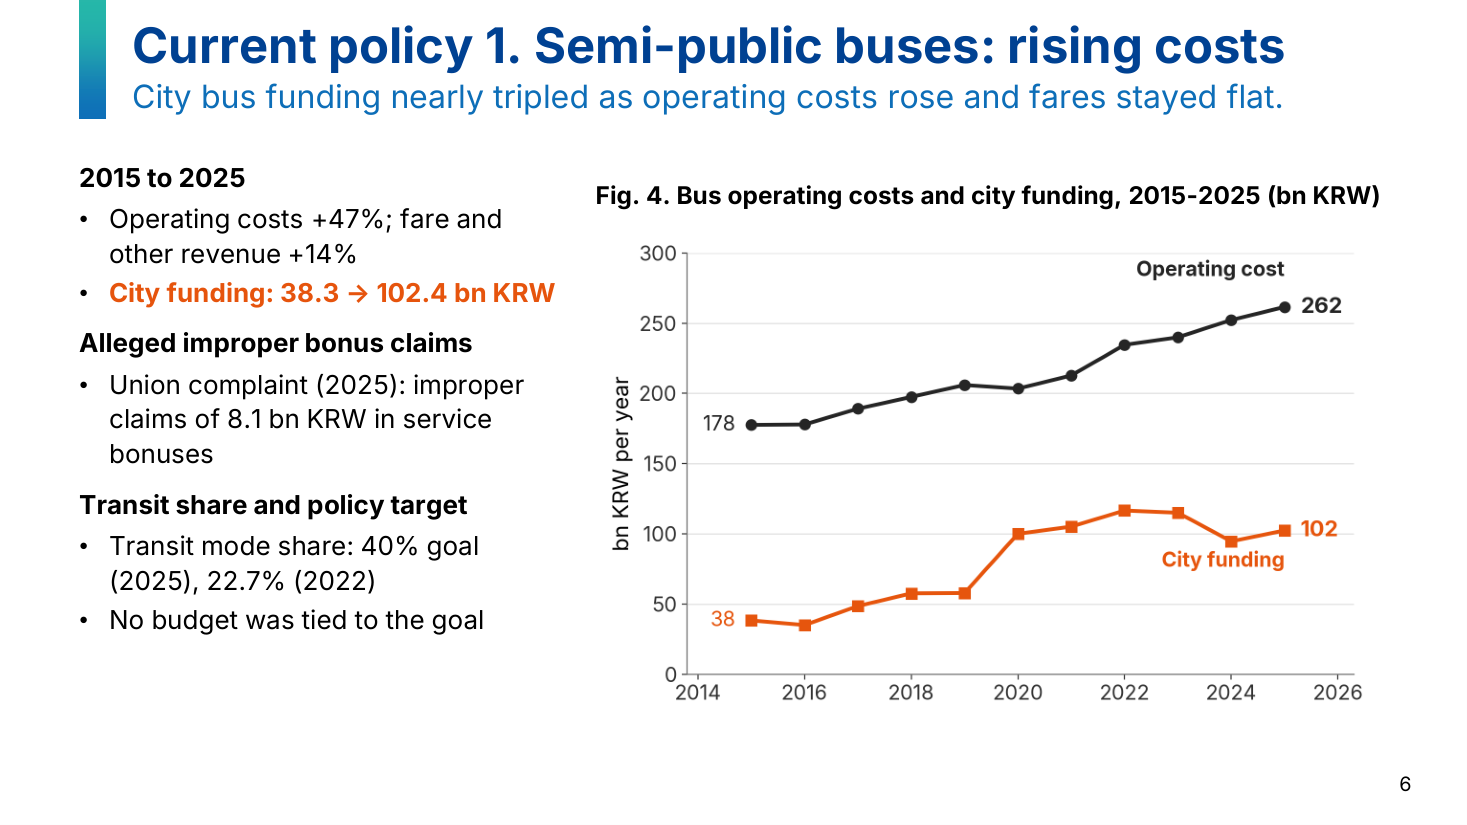 Current policy 1. Semi-public buses: rising costs
City bus funding nearly tripled as operating costs rose and fares stayed flat.
2015 to 2025
• Operating costs +47%; fare and
other revenue +14%
• City funding: 38.3 → 102.4 bn KRW
Alleged improper bonus claims
• Union complaint (2025): improper
claims of 8.1 bn KRW in service
bonuses
Transit share and policy target
• Transit mode share: 40% goal
(2025), 22.7% (2022)
• No budget was tied to the goal
Fig. 4. Bus operating costs and city funding, 2015-2025 (bn KRW)
bn KRW per year
300
250
200
150
100
50
0
2014 2016 2018 2020 2022 2024 2026
Operating cost
178
262
38
102
City funding
6